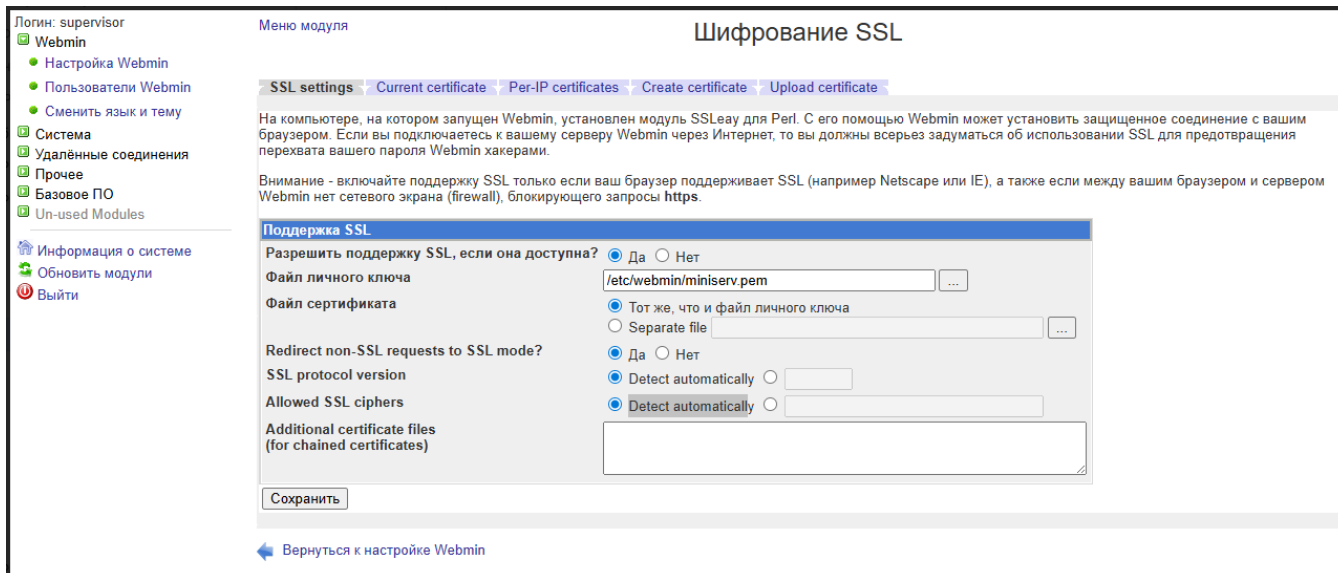 Логин: supervisor
Webmin
Настройка Webmin
Пользователи Webmin
Сменить язык и тему
Система
Удалённые соединения
Прочее
Базовое ПО
Un-used Modules
Информация о системе
Обновить модули
Выйти
Меню модуля
Шифрование SSL
SSL settings Current certificate Per-IP certificates Create certificate Upload certificate
На компьютере, на котором запущен Webmin, установлен модуль SSLeay для Perl. С его помощью Webmin может установить защищенное соединение с вашим
браузером. Если вы подключаетесь к вашему серверу Webmin через Интернет, то вы должны всерьез задуматься об использовании SSL для предотвращения
перехвата вашего пароля Webmin хакерами.
Внимание - включайте поддержку SSL только если ваш браузер поддерживает SSL (например Netscape или IE), а также если между вашим браузером и сервером
Webmin нет сетевого экрана (firewall), блокирующего запросы https.
Поддержка SSL
Разрешить поддержку SSL, если она доступна? Да Нет
Файл личного ключа /etc/webmin/miniserv.pem ...
Файл сертификата Тот же, что и файл личного ключа
Separate file ...
Redirect non-SSL requests to SSL mode? Да Нет
SSL protocol version Detect automatically
Allowed SSL ciphers Detect automatically
Additional certificate files
(for chained certificates)
Сохранить
Вернуться к настройке Webmin